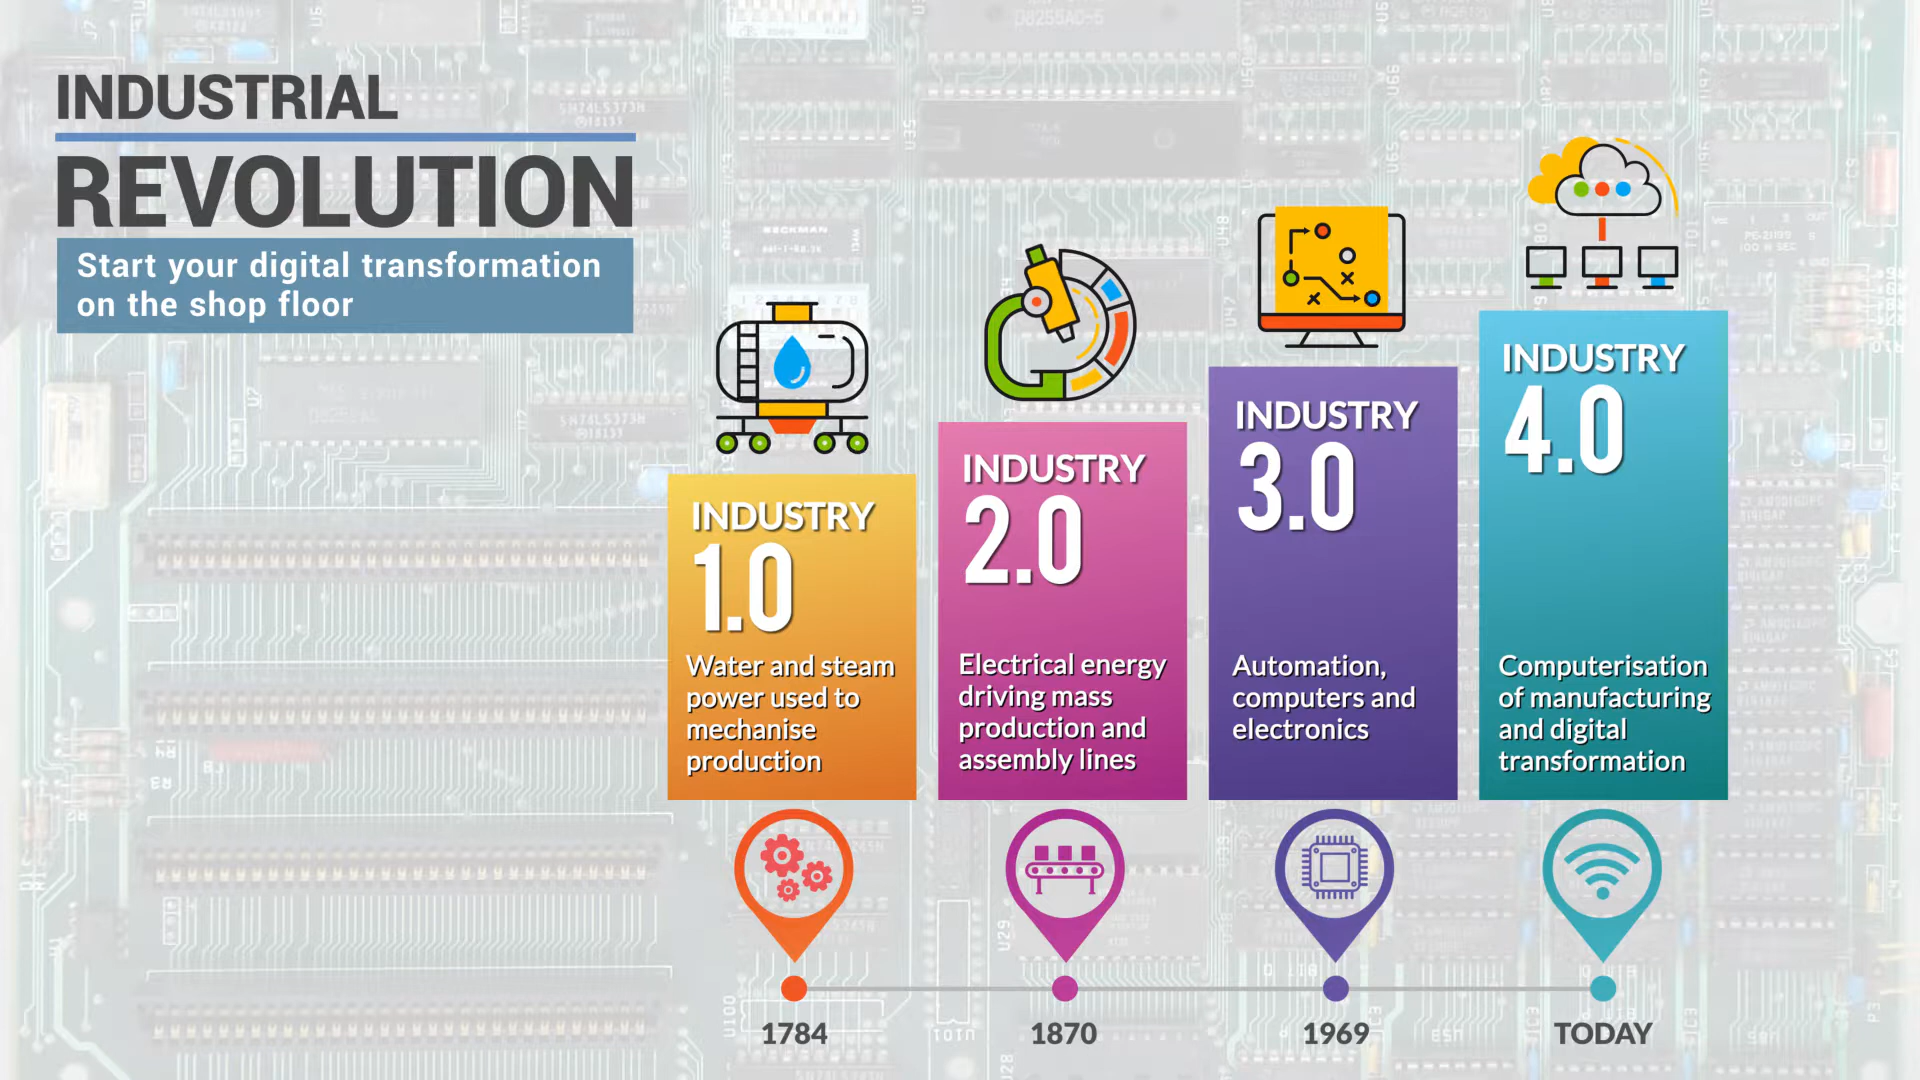 INDUSTRIAL
REVOLUTION
Start your digital transformation
on the shop floor
INDUSTRY
1.0
Water and steam
power used to
mechanise
production
INDUSTRY
2.0
Electrical energy
driving mass
production and
assembly lines
INDUSTRY
3.0
Automation,
computers and
electronics
INDUSTRY
4.0
Computerisation
of manufacturing
and digital
transformation
1784
1870
1969
TODAY